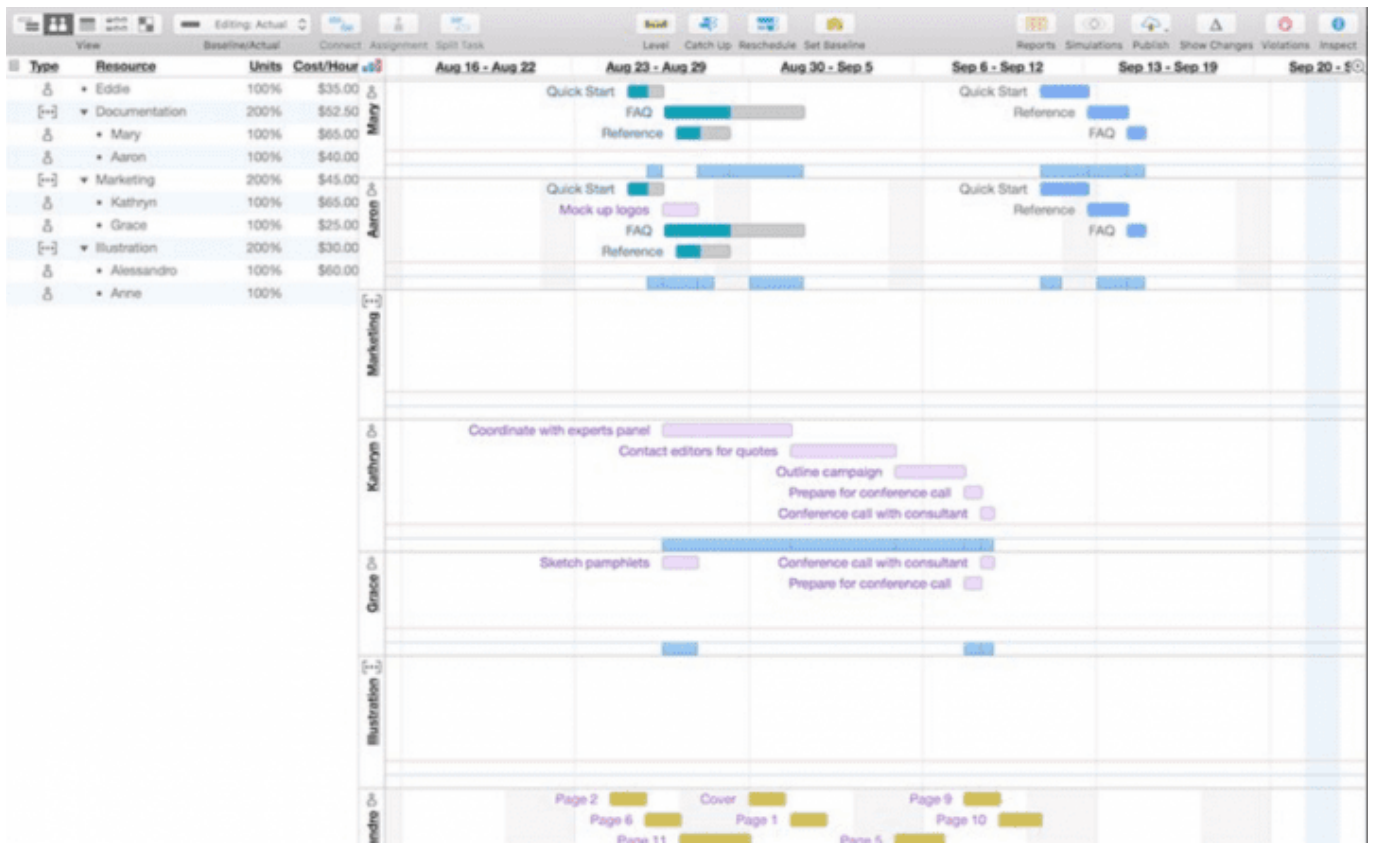 Editing: Actual
View Baseline/Actual Connect Assignment Split Task Level Catch Up Reschedule Set Baseline Reports Simulations Publish Show Changes Violations Inspect
Type Resource Units Cost/Hour
Eddie 100% $35.00
Documentation 200% $52.50
Mary 100% $65.00
Aaron 100% $40.00
Marketing 200% $45.00
Kathryn 100% $65.00
Grace 100% $25.00
Illustration 200% $30.00
Alessandro 100% $60.00
Anne 100%
Aug 16 - Aug 22 Aug 23 - Aug 29 Aug 30 - Sep 5 Sep 6 - Sep 12 Sep 13 - Sep 19 Sep 20 - S
Mary
Quick Start Quick Start
FAQ Reference
Reference FAQ
Aaron
Quick Start Quick Start
Mock up logos Reference
FAQ FAQ
Reference
Marketing
Kathryn
Coordinate with experts panel
Contact editors for quotes
Outline campaign
Prepare for conference call
Conference call with consultant
Grace
Sketch pamphlets Conference call with consultant
Prepare for conference call
Illustration
ndro
Page 2 Cover Page 9
Page 6 Page 1 Page 10
Page 11 Page 5